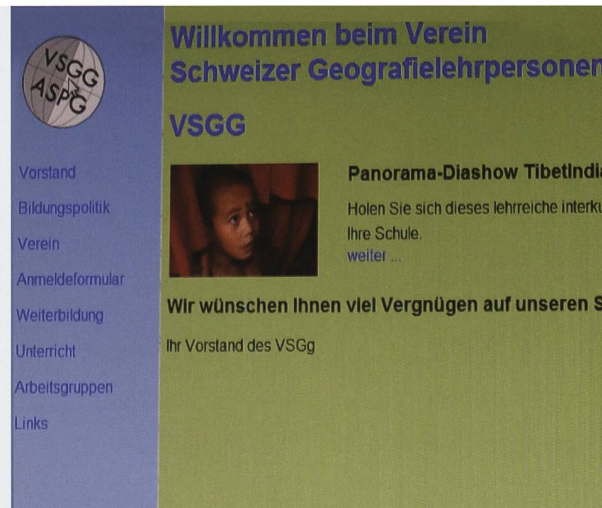 VSGG
ASPG
Willkommen beim Verein
Schweizer Geografielehrpersonen
VSGG
Vorstand
Bildungspolitik
Verein
Anmeldeformular
Weiterbildung
Unterricht
Arbeitsgruppen
Links
Panorama-Diashow TibetIndi
Holen Sie sich dieses lehrreiche interku
Ihre Schule.
weiter ...
Wir wünschen Ihnen viel Vergnügen auf unseren S
Ihr Vorstand des VSGg